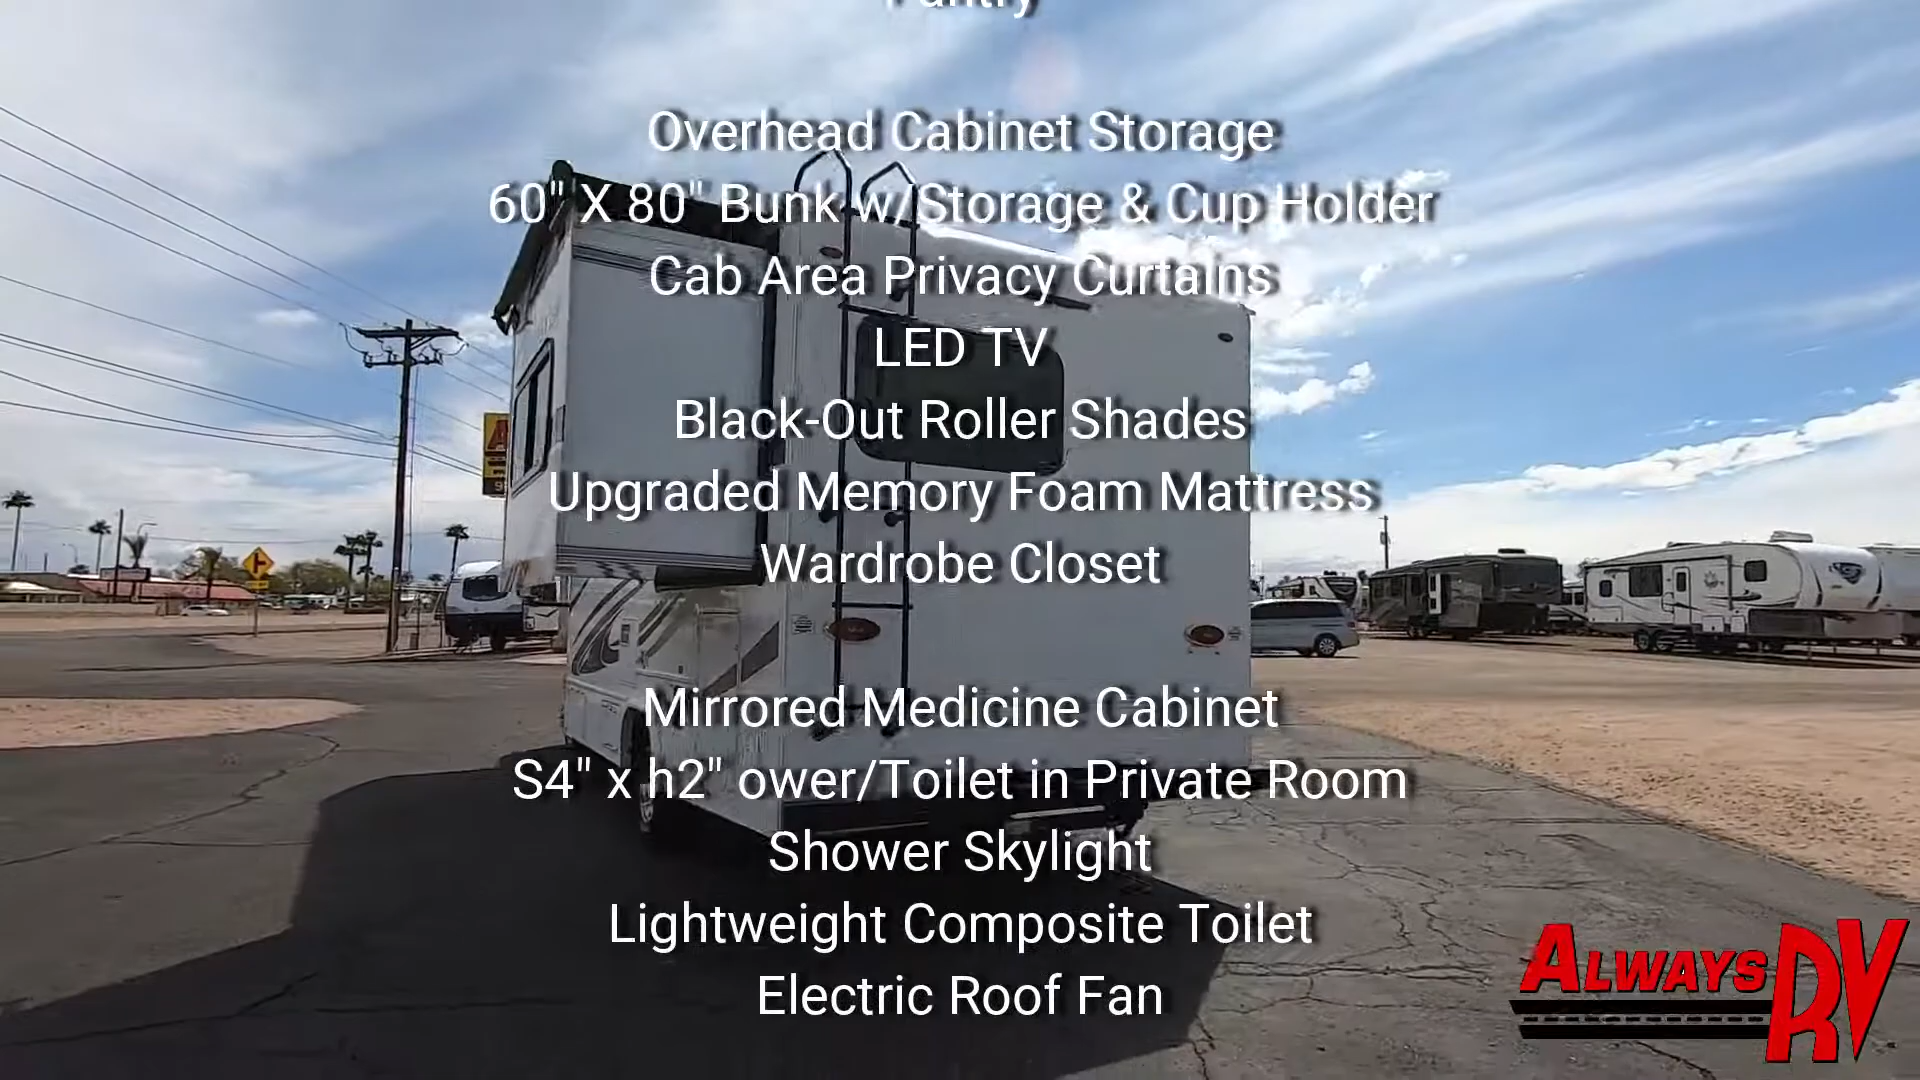 Pantry
Overhead Cabinet Storage
60" X 80" Bunk w/Storage & Cup Holder
Cab Area Privacy Curtains
LED TV
Black-Out Roller Shades
Upgraded Memory Foam Mattress
Wardrobe Closet
Mirrored Medicine Cabinet
S4" x h2" ower/Toilet in Private Room
Shower Skylight
Lightweight Composite Toilet
Electric Roof Fan
ALWAYS RV